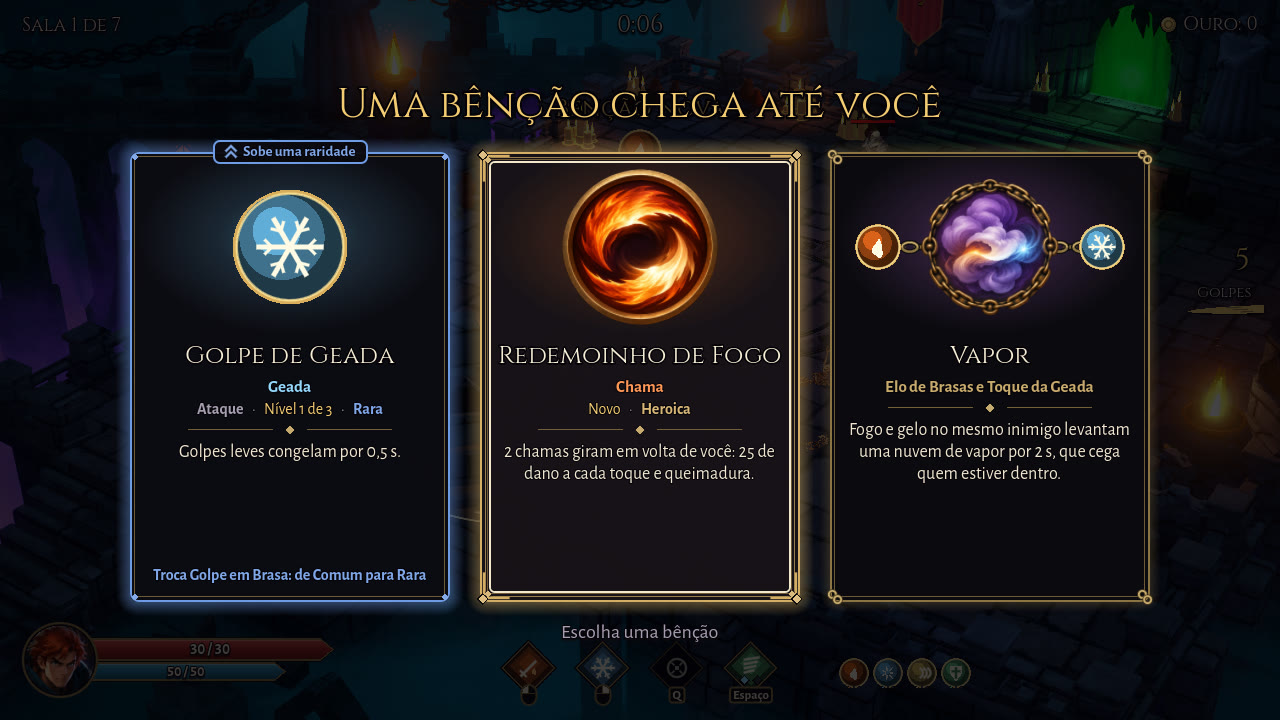 Sala 1 de 7
0:06
Ouro: 0
Uma bênção chega até você
Sobe uma raridade
Golpe de Geada
Geada
Ataque · Nível 1 de 3 · Rara
Golpes leves congelam por 0,5 s.
Troca Golpe em Brasa: de Comum para Rara
Redemoinho de Fogo
Chama
Novo · Heroica
2 chamas giram em volta de você: 25 de
dano a cada toque e queimadura.
Vapor
Elo de Brasas e Toque da Geada
Fogo e gelo no mesmo inimigo levantam
uma nuvem de vapor por 2 s, que cega
quem estiver dentro.
5
Golpes
Escolha uma bênção
30/30
50/50
Q
Espaço